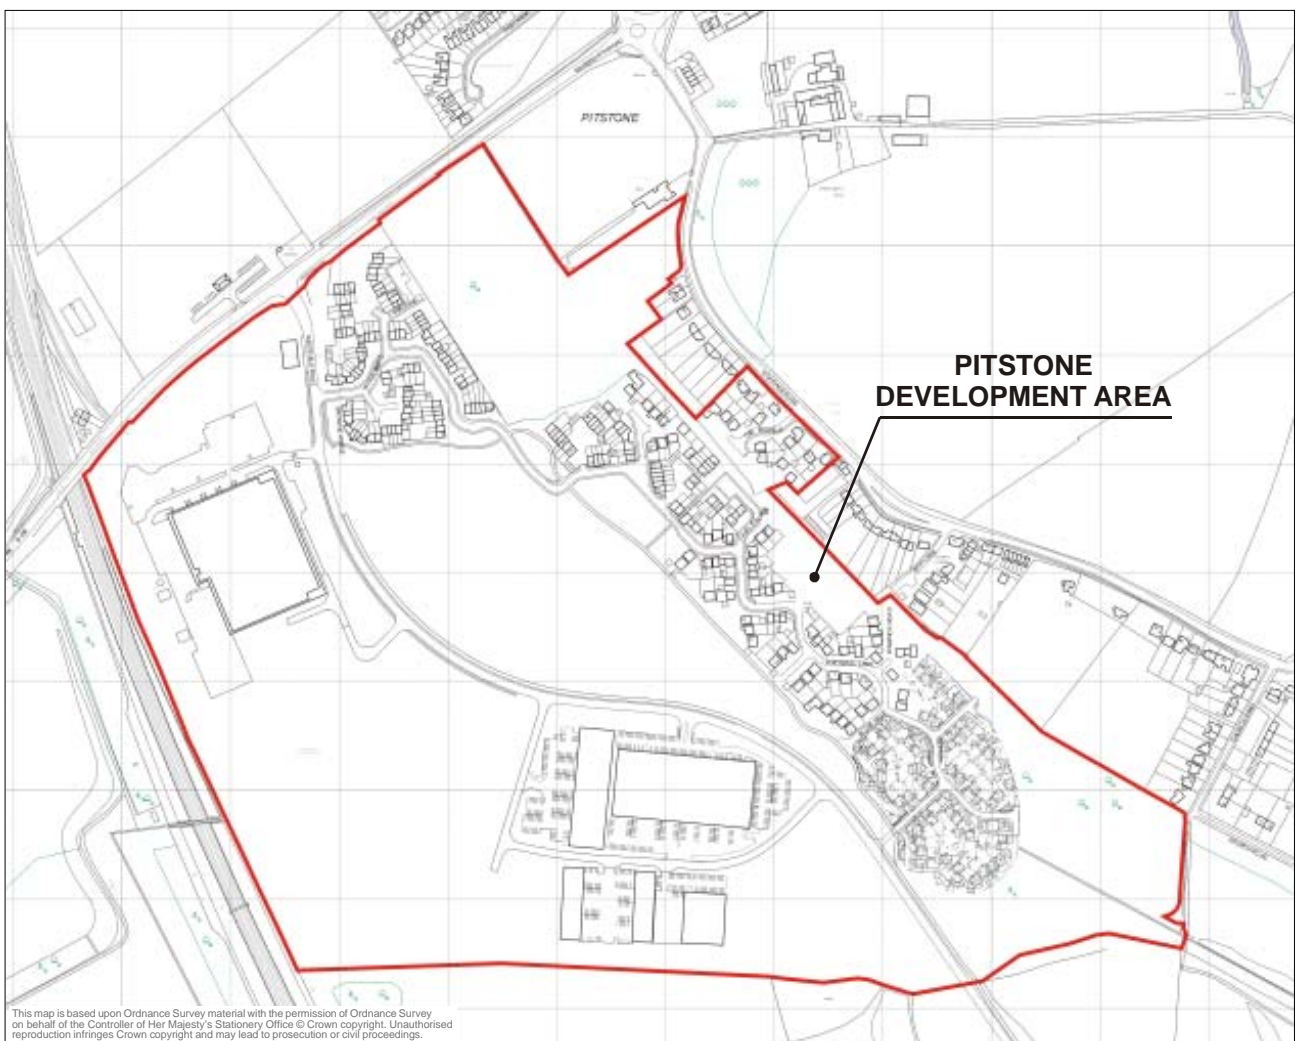 PITSTONE
PITSTONE
DEVELOPMENT AREA
This map is based upon Ordnance Survey material with the permission of Ordnance Survey
on behalf of the Controller of Her Majesty's Stationery Office © Crown copyright. Unauthorised
reproduction infringes Crown copyright and may lead to prosecution or civil proceedings.